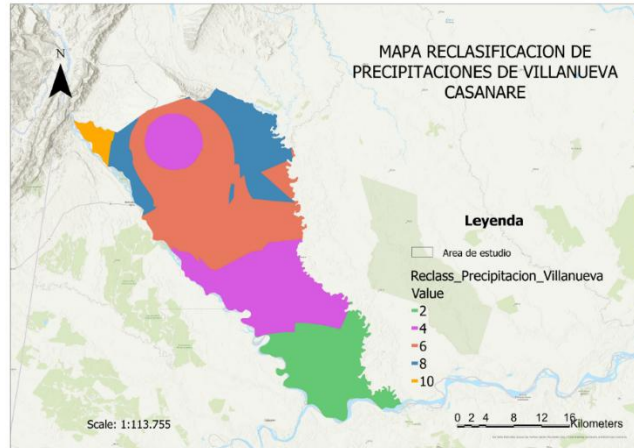 MAPA RECLASIFICACION DE
PRECIPITACIONES DE VILLANUEVA
CASANARE
N
Leyenda
Area de estudio
Reclass_Precipitacion_Villanueva
Value
2
4
6
8
10
Scale: 1:113.755
0 2 4 8 12 16
Kilometers